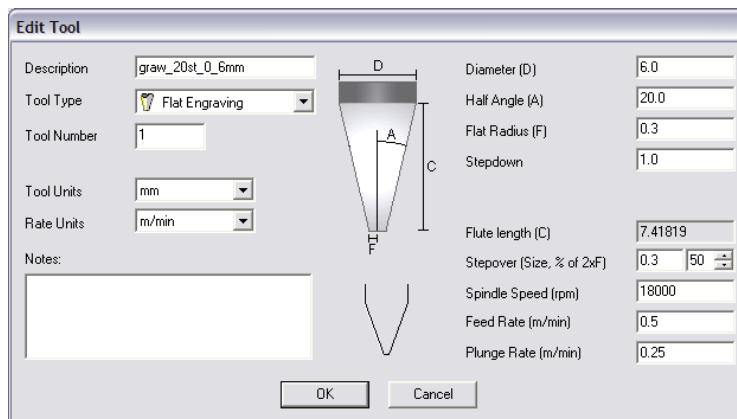 Edit Tool
Description graw_20st_0_6mm
Tool Type Flat Engraving
Tool Number 1
Tool Units mm
Rate Units m/min
Notes:
D
A
C
F
Diameter (D) 6.0
Half Angle (A) 20.0
Flat Radius (F) 0.3
Stepdown 1.0
Flute length (C) 7.41819
Stepover (Size, % of 2xF) 0.3 50
Spindle Speed (rpm) 18000
Feed Rate (m/min) 0.5
Plunge Rate (m/min) 0.25
OK Cancel